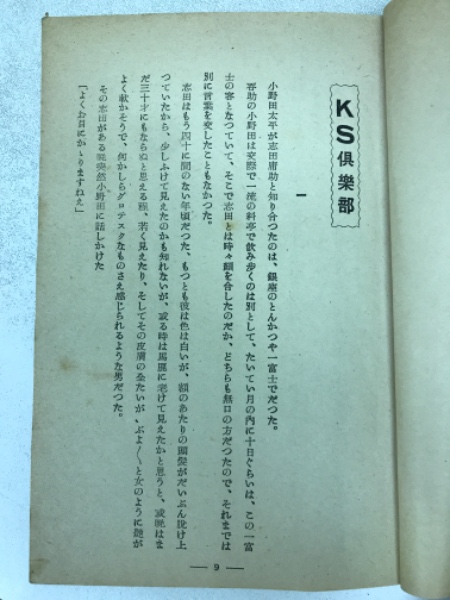 KS倶樂部
一
小野田太平が志田庸助と知り合つたのは、銀座のとんかつや一富士でだつた。
の小野田は交際で一流の料亭で飲み歩くのは別として、たいてい月の内に十日ぐらいは、この一富
士の客となつていて、そこで志田とは時々顔を合したのだが、どちらも無口の方だつたので、それまでは
別に言葉を交したこともなかつた。
志田はもう四十に間のない年頃だつた。もつとも彼は色は白いが、額のあたりの頭髪がだいぶん脱け上
つていたから、少しふけて見えたのかも知れないが、或る時は馬鹿に老けて見えたかと思うと、或晩はま
だ三十才にもならぬと思える程、若く見えたり、そしてその皮膚の全たいが、ぶよ〳〵と女のように艶が
よく軟かそうで、何かしらグロテスクなものさえ感じられるような男だつた。
その志田がある晩突然小野田に話しかけた
「よくお目にかゝりますねえ」
— 9 —